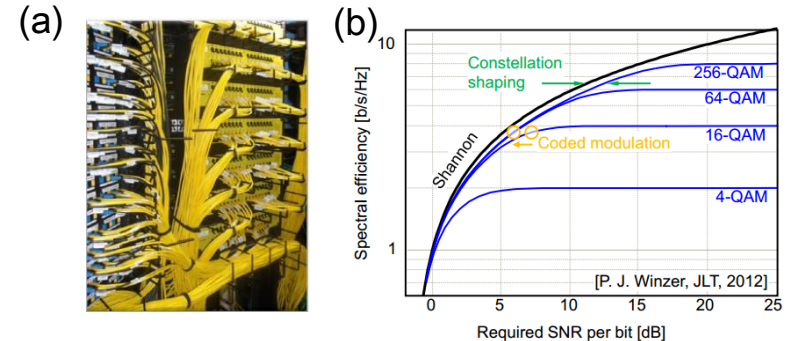 (a)
(b)
10
1
Spectral efficiency [b/s/Hz]
Constellation
shaping
256-QAM
64-QAM
16-QAM
Coded modulation
Shannon
4-QAM
[P. J. Winzer, JLT, 2012]
0 5 10 15 20 25
Required SNR per bit [dB]